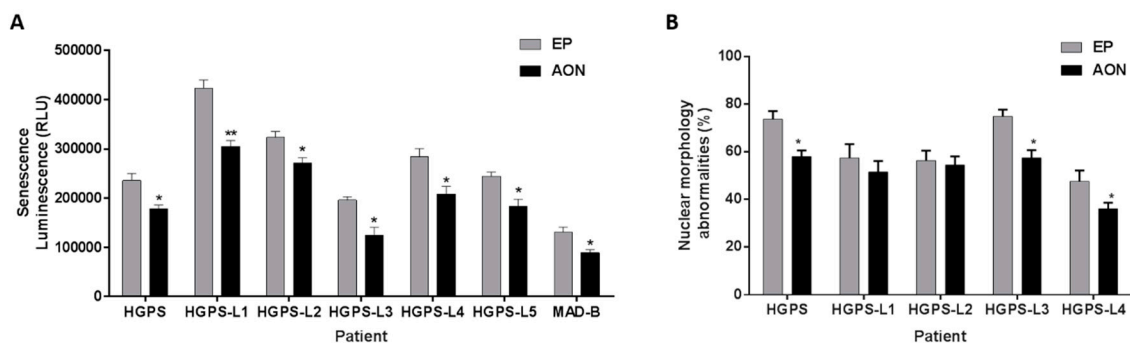 A
Senescence
Luminescence (RLU)
500000
400000
300000
200000
100000
0
EP
AON
*
**
*
*
*
*
*
HGPS
HGPS-L1
HGPS-L2
HGPS-L3
HGPS-L4
HGPS-L5
MAD-B
Patient
B
Nuclear morphology
abnormalities (%)
100
80
60
40
20
0
EP
AON
*
*
*
HGPS
HGPS-L1
HGPS-L2
HGPS-L3
HGPS-L4
Patient